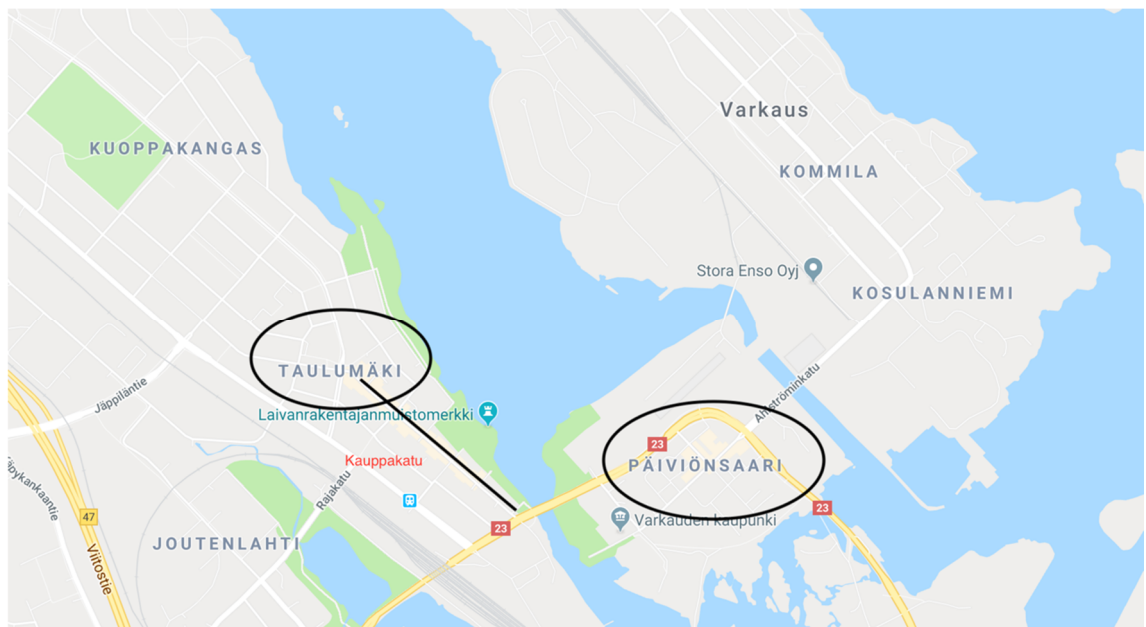 Varkaus
KUOPPAKANGAS
KOMMILA
Stora Enso Oyj
KOSULANNIEMI
TAULUMÄKI
Jäppiläntie
Ahlströminkatu
Laivanrakentajanmuistomerkki
23
Kauppakatu
PÄIVIÖNSAARI
Rajakatu
47
23
23
Varkauden kaupunki
JOUTENLAHTI
Viitostie